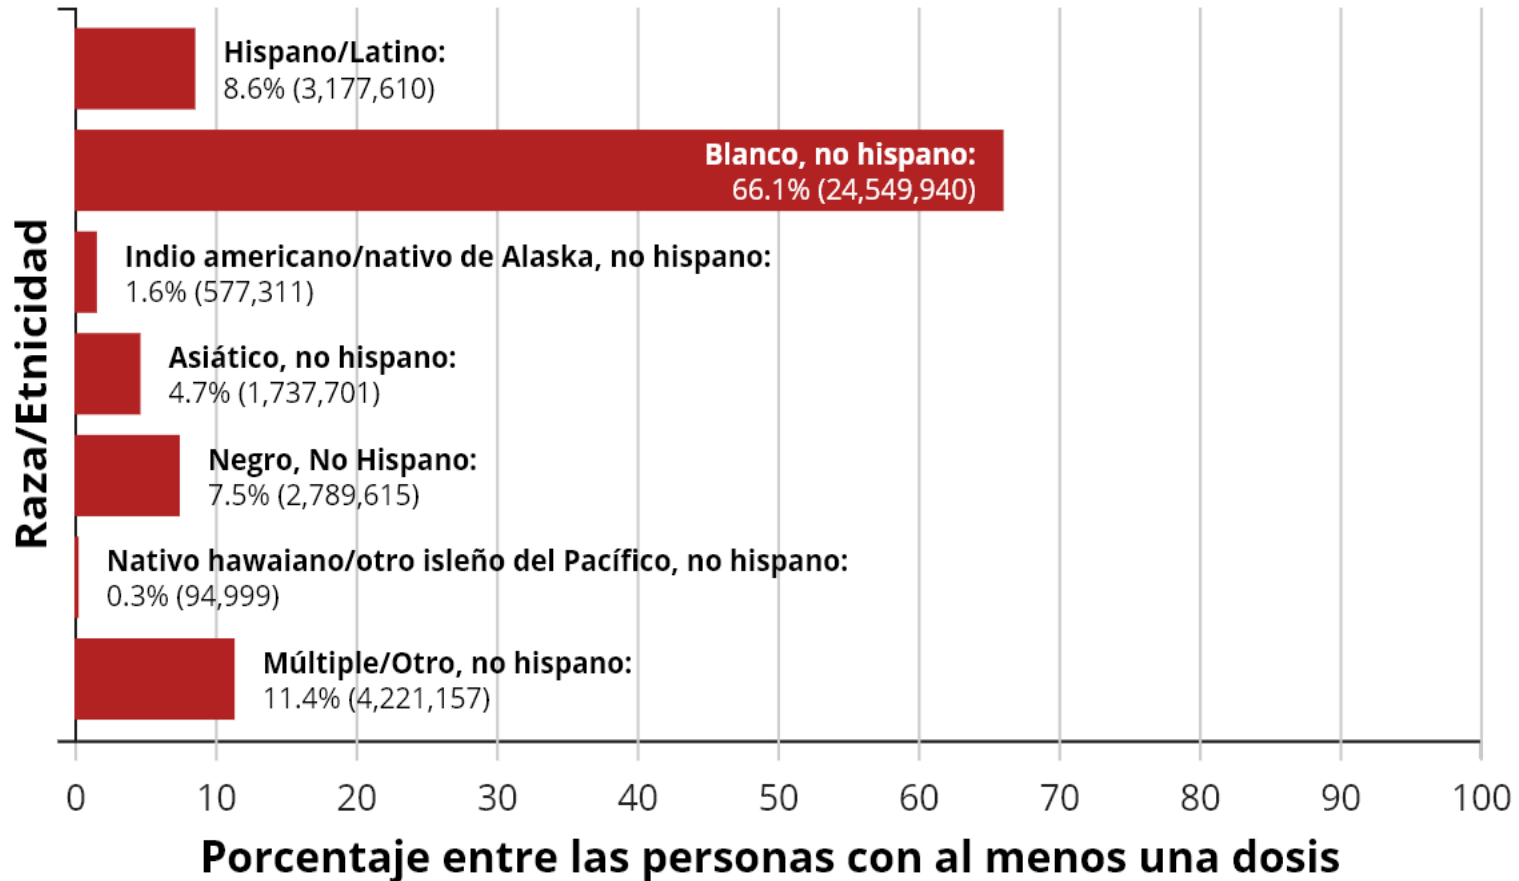 Raza/Etnicidad
Hispano/Latino:
8.6% (3,177,610)
Blanco, no hispano:
66.1% (24,549,940)
Indio americano/nativo de Alaska, no hispano:
1.6% (577,311)
Asiático, no hispano:
4.7% (1,737,701)
Negro, No Hispano:
7.5% (2,789,615)
Nativo hawaiano/otro isleño del Pacífico, no hispano:
0.3% (94,999)
Múltiple/Otro, no hispano:
11.4% (4,221,157)
0 10 20 30 40 50 60 70 80 90 100
Porcentaje entre las personas con al menos una dosis